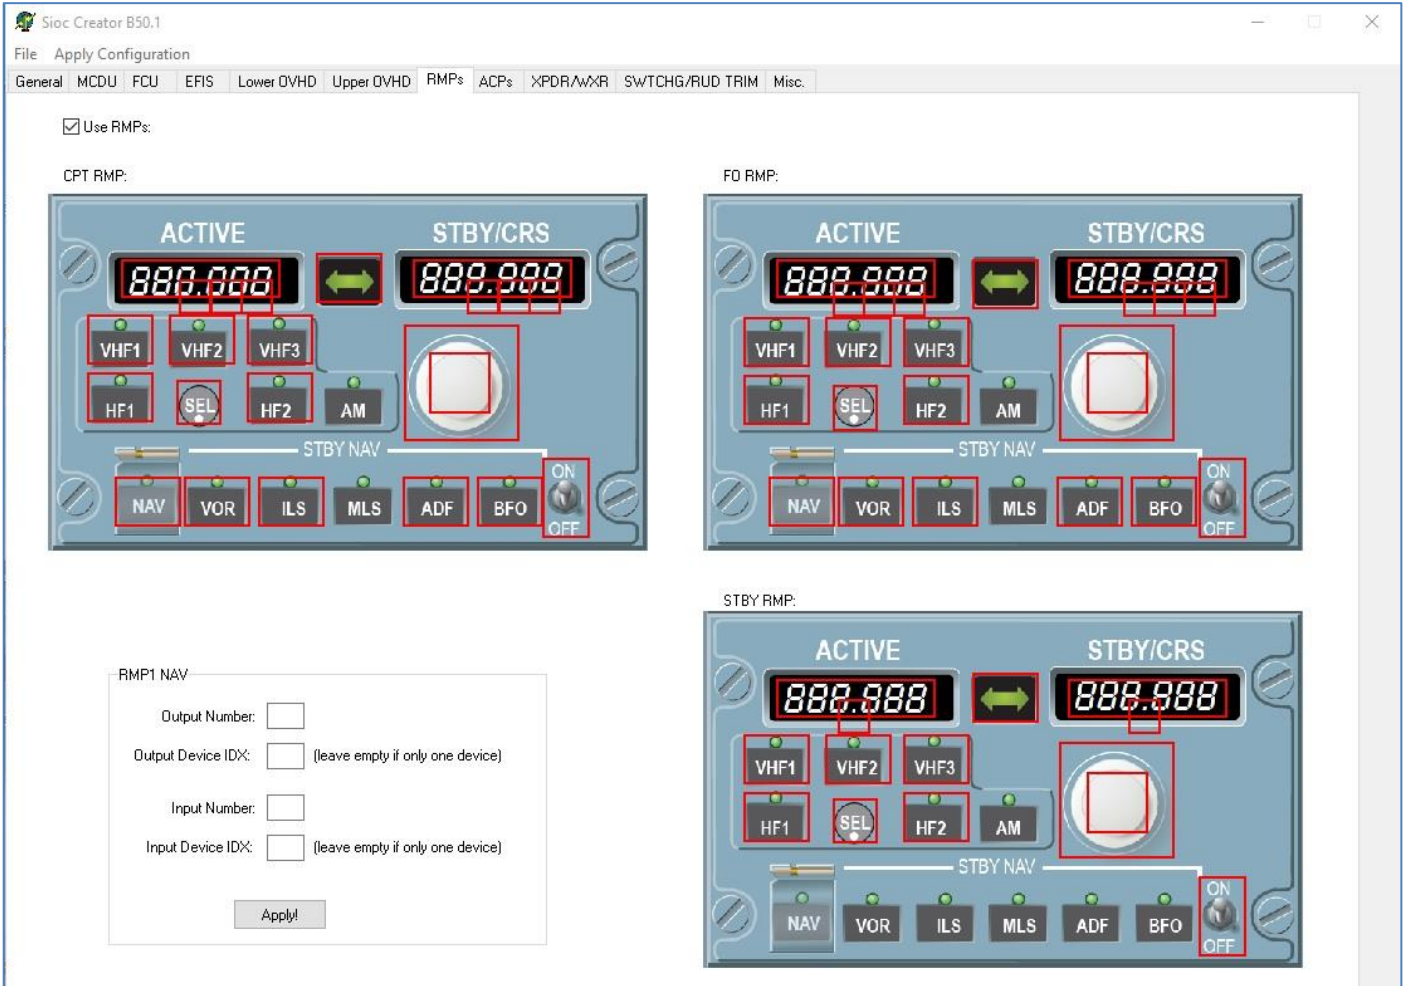 Sioc Creator B50.1
File Apply Configuration
General MCDU FCU EFIS Lower OVHD Upper OVHD RMPs ACPs XPDR/WXR SWTCHG/RUD TRIM Misc.
Use RMPs:
CPT RMP:
ACTIVE STBY/CRS
888.888 888.888
VHF1 VHF2 VHF3
HF1 SEL HF2 AM
STBY NAV
ON
NAV VOR ILS MLS ADF BFO
OFF
FO RMP:
ACTIVE STBY/CRS
888.888 888.888
VHF1 VHF2 VHF3
HF1 SEL HF2 AM
STBY NAV
ON
NAV VOR ILS MLS ADF BFO
OFF
RMP1 NAV
Output Number:
Output Device IDX: (leave empty if only one device)
Input Number:
Input Device IDX: (leave empty if only one device)
Apply!
STBY RMP:
ACTIVE STBY/CRS
888.888 888.888
VHF1 VHF2 VHF3
HF1 SEL HF2 AM
STBY NAV
ON
NAV VOR ILS MLS ADF BFO
OFF